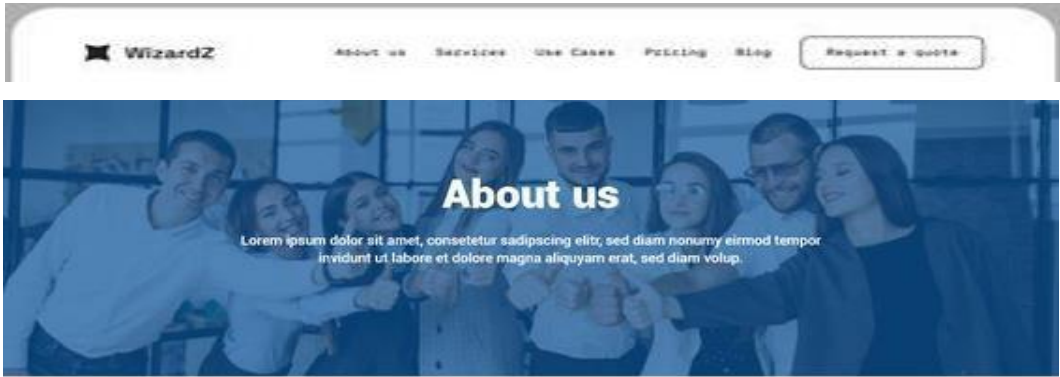 WizardZ
About us Services Use Cases Pricing Blog Request a quote
About us
Lorem ipsum dolor sit amet, consetetur sadipscing elitr, sed diam nonumy eirmod tempor
invidunt ut labore et dolore magna aliquyam erat, sed diam volup.